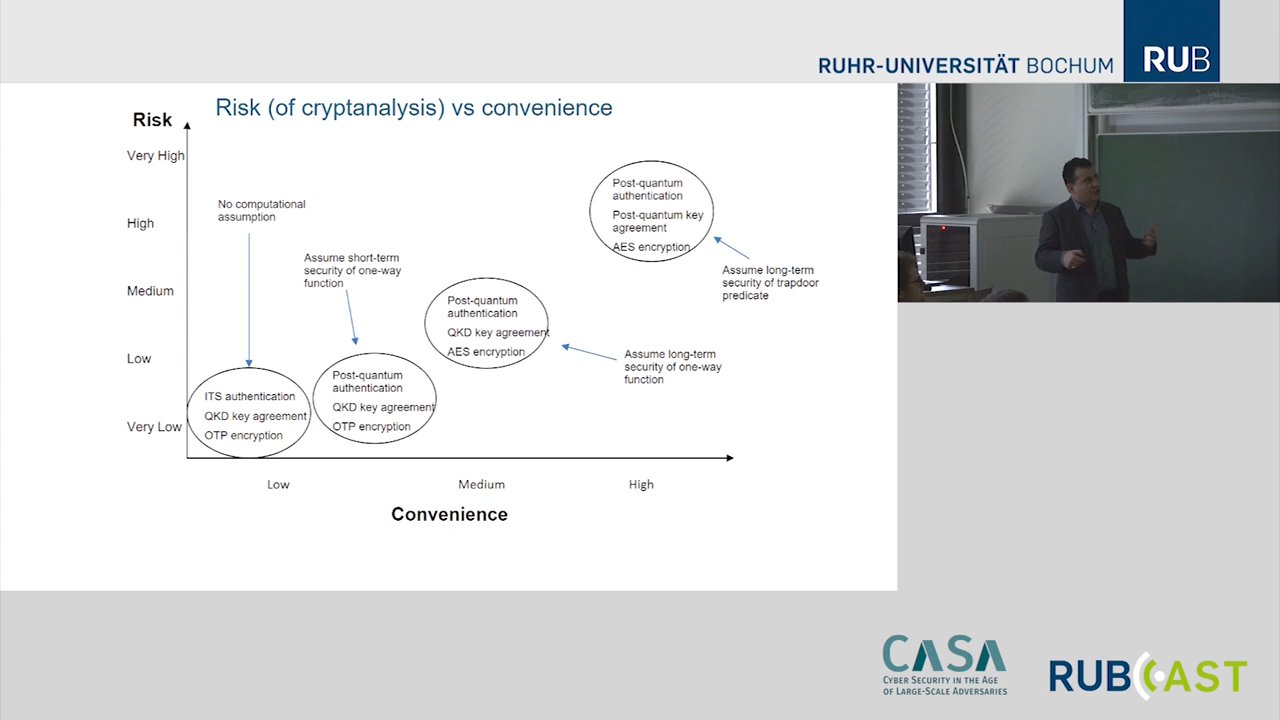 RUHR-UNIVERSITÄT BOCHUM
RUB
Risk (of cryptanalysis) vs convenience
Risk
Very High
High
Medium
Low
Very Low
No computational
assumption
Assume short-term
security of one-way
function
Post-quantum
authentication
Post-quantum key
agreement
AES encryption
Assume long-term
security of trapdoor
predicate
Post-quantum
authentication
QKD key agreement
AES encryption
Assume long-term
security of one-way
function
Post-quantum
authentication
QKD key agreement
OTP encryption
ITS authentication
QKD key agreement
OTP encryption
Low
Medium
High
Convenience
CASA
CYBER SECURITY IN THE AGE
OF LARGE-SCALE ADVERSARIES
RUBCAST